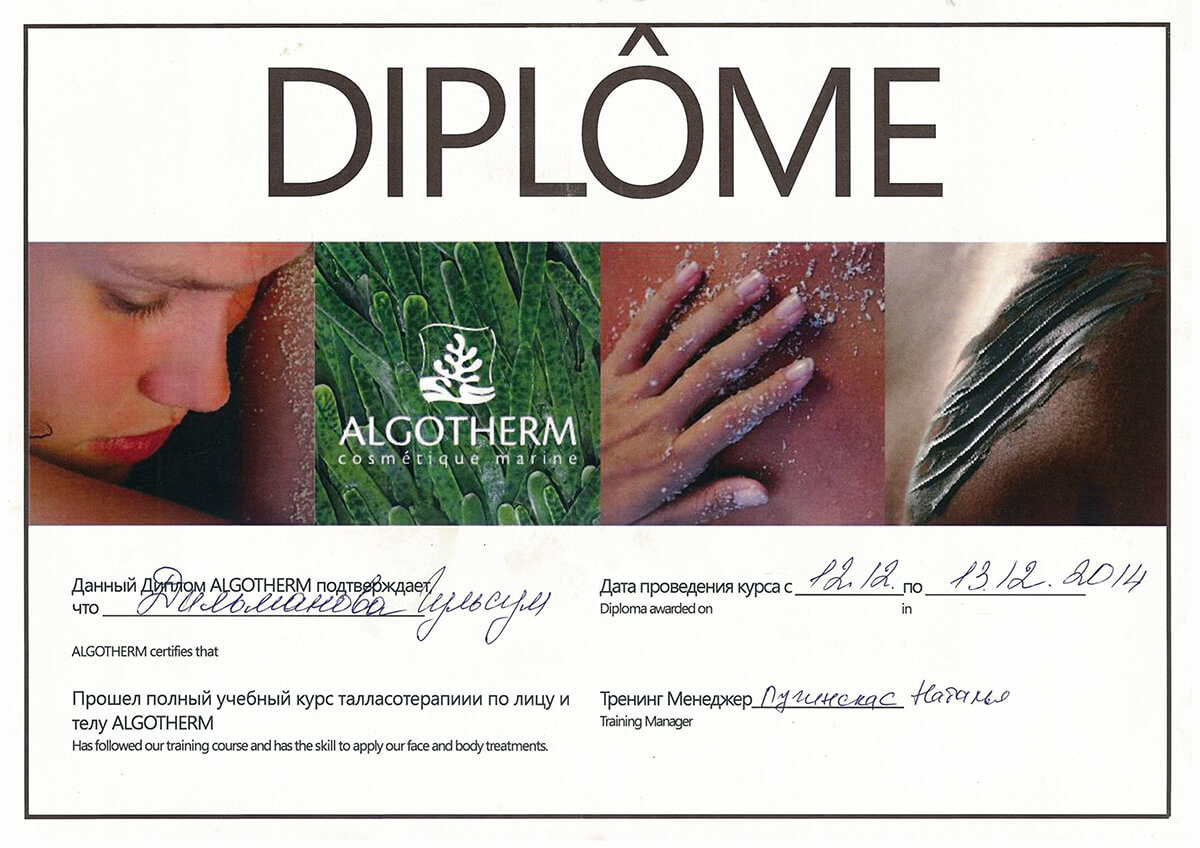 DIPLÔME
ALGOTHERM
cosmétique marine
Данный Диплом ALGOTHERM подтверждает,
что Дильманова Гульсум
ALGOTHERM certifies that
Прошел полный учебный курс талласотерапиии по лицу и
телу ALGOTHERM
Has followed our training course and has the skill to apply our face and body treatments.
Дата проведения курса с 12.12. по 13.12.2014
Diploma awarded on in
Тренинг Менеджер Наталья
Training Manager